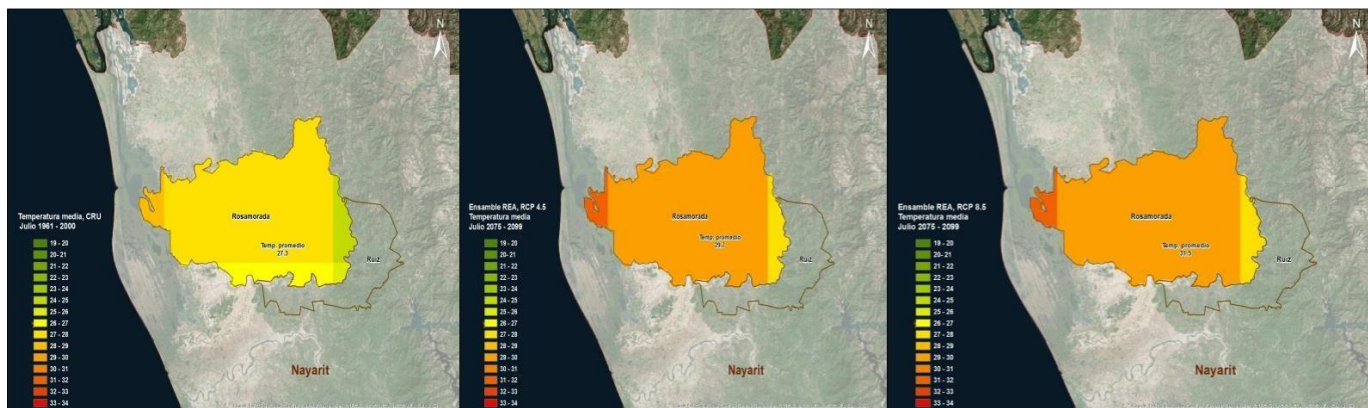 N
Rosamorada
Temp. promedio
27.3
Ruiz
Nayarit
Temperatura media, CRU
Julio 1961 - 2000
19 - 20
20 - 21
21 - 22
22 - 23
23 - 24
24 - 25
25 - 26
26 - 27
27 - 28
28 - 29
29 - 30
30 - 31
31 - 32
32 - 33
33 - 34
N
Rosamorada
Temp. promedio
Ruiz
Nayarit
Ensamble REA, RCP 4.5
Temperatura media
Julio 2075 - 2099
19 - 20
20 - 21
21 - 22
22 - 23
23 - 24
24 - 25
25 - 26
26 - 27
27 - 28
28 - 29
29 - 30
30 - 31
31 - 32
32 - 33
33 - 34
N
Rosamorada
Temp. promedio
31.5
Ruiz
Nayarit
Ensamble REA, RCP 8.5
Temperatura media
Julio 2075 - 2099
19 - 20
20 - 21
21 - 22
22 - 23
23 - 24
24 - 25
25 - 26
26 - 27
27 - 28
28 - 29
29 - 30
30 - 31
31 - 32
32 - 33
33 - 34